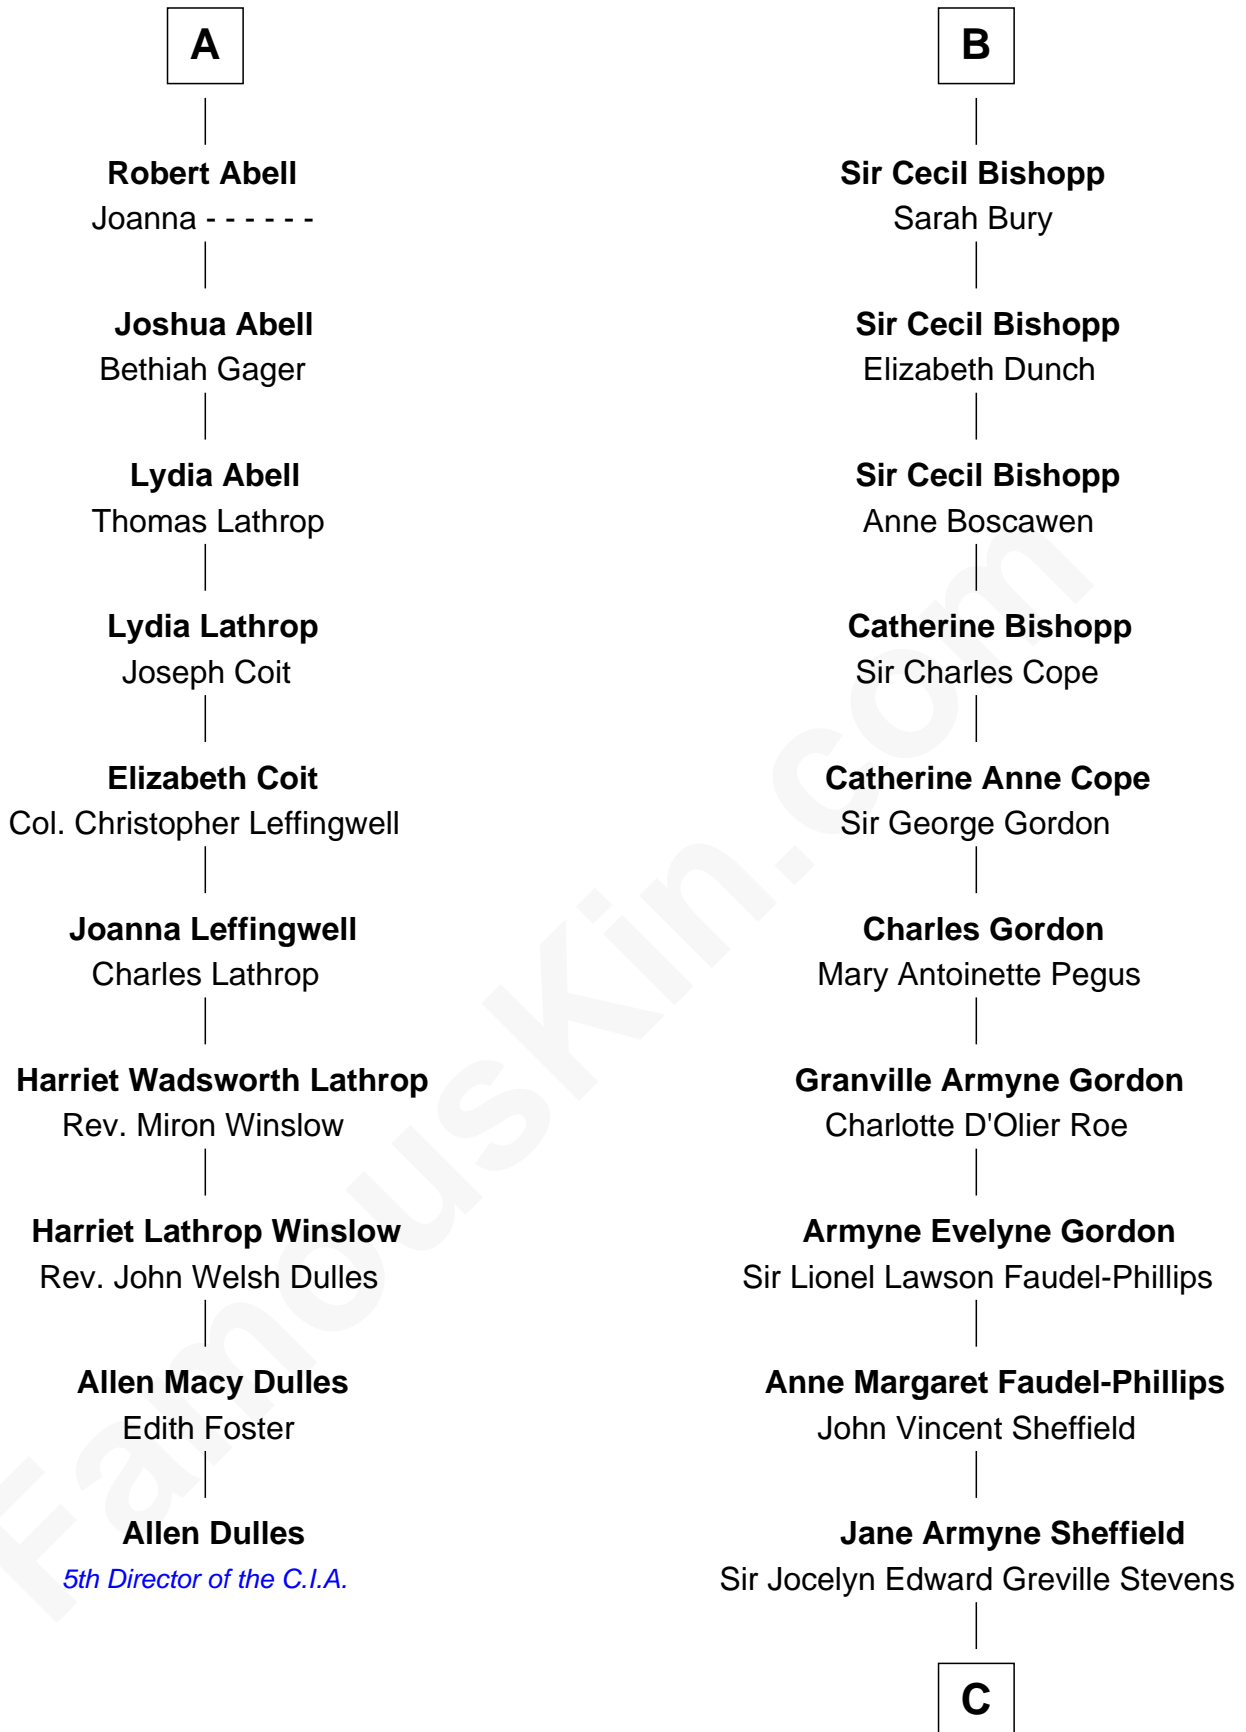 A
Robert Abell
Joanna - - - - - -
Joshua Abell
Bethiah Gager
Lydia Abell
Thomas Lathrop
Lydia Lathrop
Joseph Coit
Elizabeth Coit
Col. Christopher Leffingwell
Joanna Leffingwell
Charles Lathrop
Harriet Wadsworth Lathrop
Rev. Miron Winslow
Harriet Lathrop Winslow
Rev. John Welsh Dulles
Allen Macy Dulles
Edith Foster
Allen Dulles
5th Director of the C.I.A.
B
Sir Cecil Bishopp
Sarah Bury
Sir Cecil Bishopp
Elizabeth Dunch
Sir Cecil Bishopp
Anne Boscawen
Catherine Bishopp
Sir Charles Cope
Catherine Anne Cope
Sir George Gordon
Charles Gordon
Mary Antoinette Pegus
Granville Armyne Gordon
Charlotte D'Olier Roe
Armyne Evelyne Gordon
Sir Lionel Lawson Faudel-Phillips
Anne Margaret Faudel-Phillips
John Vincent Sheffield
Jane Armyne Sheffield
Sir Jocelyn Edward Greville Stevens
C
FamousKin.com